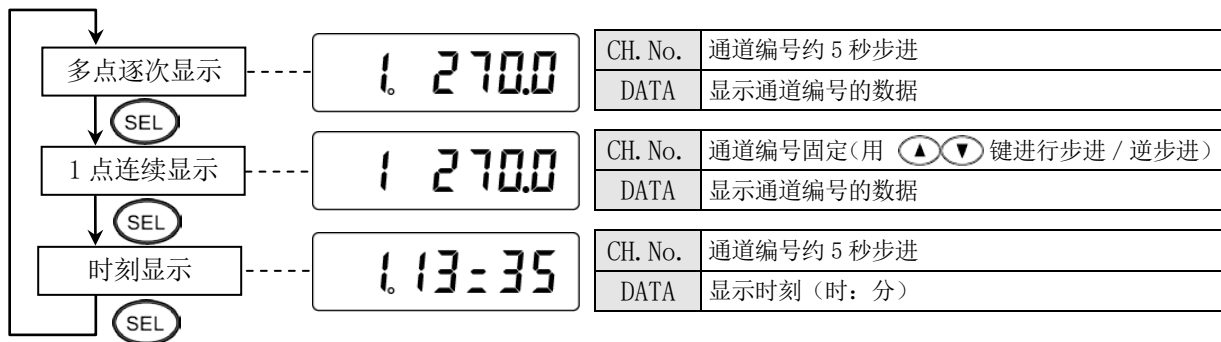 多点逐次显示
1. 270.0
CH. No. 通道编号约 5 秒步进
DATA 显示通道编号的数据
SEL
1 点连续显示
1 270.0
CH. No. 通道编号固定(用 ▲▼ 键进行步进 / 逆步进)
DATA 显示通道编号的数据
SEL
时刻显示
1. 13:35
CH. No. 通道编号约 5 秒步进
DATA 显示时刻（时: 分）
SEL